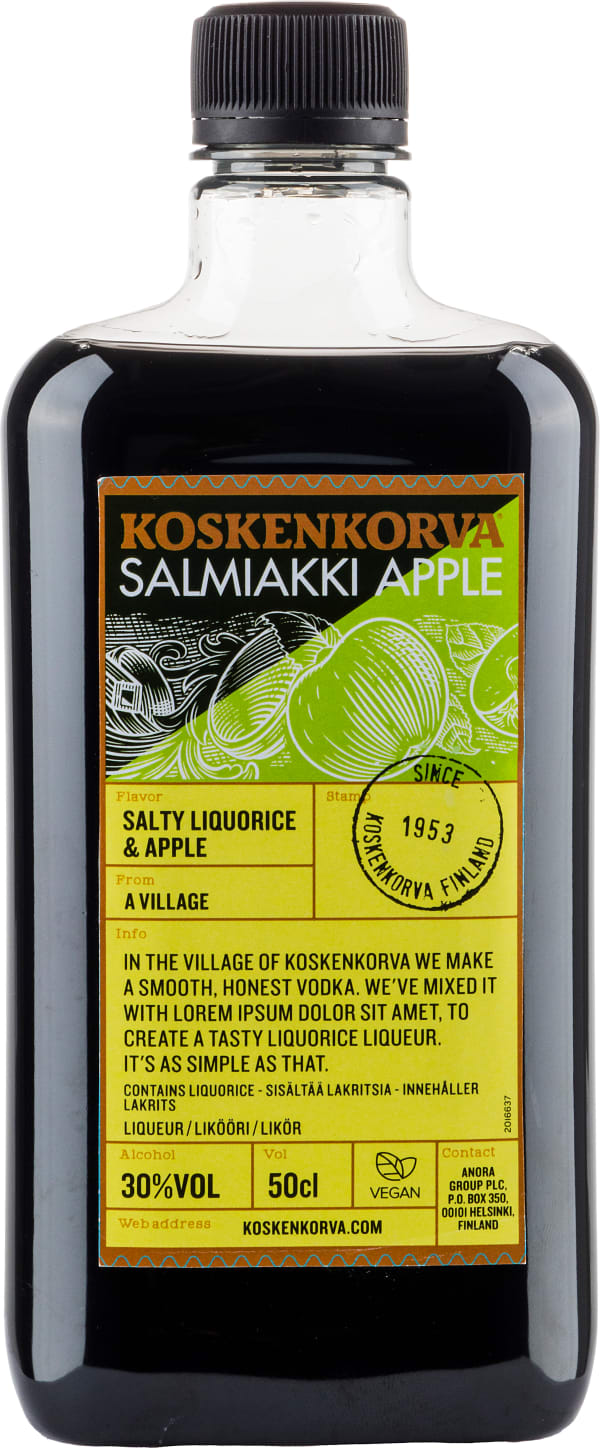 KOSKENKORVA
SALMIAKKI APPLE
Flavor
SALTY LIQUORICE
& APPLE
Stamp
SINCE
1953
KOSKENKORVA FINLAND
From
A VILLAGE
Info
IN THE VILLAGE OF KOSKENKORVA WE MAKE
A SMOOTH, HONEST VODKA. WE'VE MIXED IT
WITH LOREM IPSUM DOLOR SIT AMET, TO
CREATE A TASTY LIQUORICE LIQUEUR.
IT'S AS SIMPLE AS THAT.
CONTAINS LIQUORICE - SISÄLTÄÄ LAKRITSIA - INNEHÅLLER
LAKRITS
LIQUEUR / LIKÖÖRI / LIKÖR
2016637
Alcohol
30%VOL
Vol
50cl
VEGAN
Contact
ANORA
GROUP PLC,
P.O. BOX 350,
00101 HELSINKI,
FINLAND
Web address
KOSKENKORVA.COM